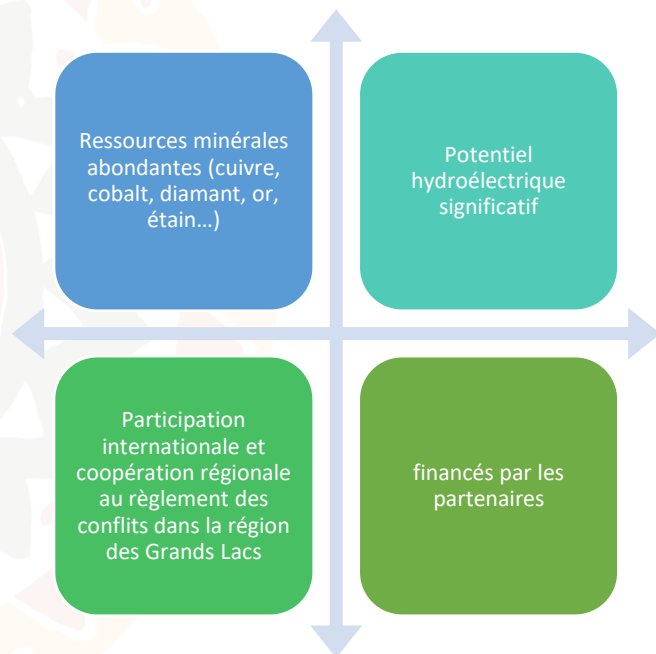 Ressources minérales
abondantes (cuivre,
cobalt, diamant, or,
étain…)
Potentiel
hydroélectrique
significatif
Participation
internationale et
coopération régionale
au règlement des
conflits dans la région
des Grands Lacs
financés par les
partenaires